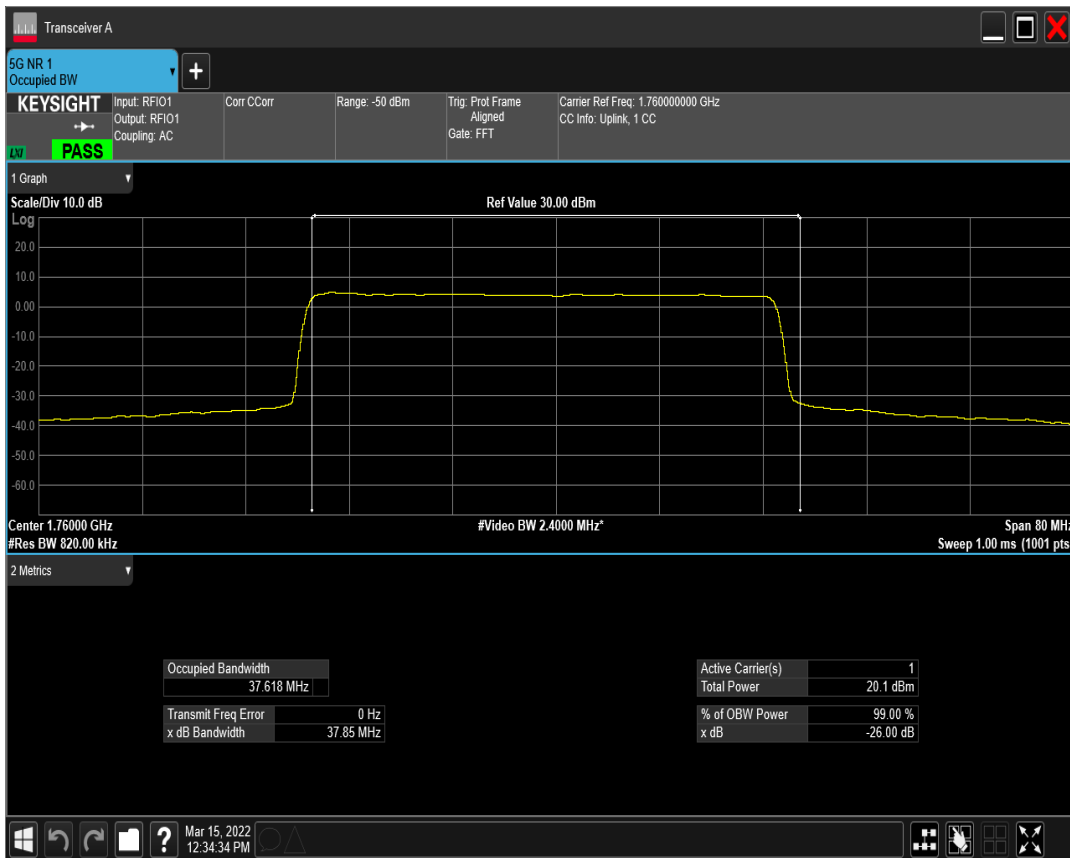 Transceiver A
5G NR 1
Occupied BW
+
KEYSIGHT
LXI
PASS
Input: RFIO1
Output: RFIO1
Coupling: AC
Corr CCorr
Range: -50 dBm
Trig: Prot Frame
Aligned
Gate: FFT
Carrier Ref Freq: 1.760000000 GHz
CC Info: Uplink, 1 CC
1 Graph
Scale/Div 10.0 dB
Ref Value 30.00 dBm
Log
20.0
10.0
0.00
-10.0
-20.0
-30.0
-40.0
-50.0
-60.0
Center 1.76000 GHz
#Video BW 2.4000 MHz*
Span 80 MHz
#Res BW 820.00 kHz
Sweep 1.00 ms (1001 pts
2 Metrics
Occupied Bandwidth
37.618 MHz
Transmit Freq Error 0 Hz
x dB Bandwidth 37.85 MHz
Active Carrier(s) 1
Total Power 20.1 dBm
% of OBW Power 99.00 %
x dB -26.00 dB
?
Mar 15, 2022
12:34:34 PM